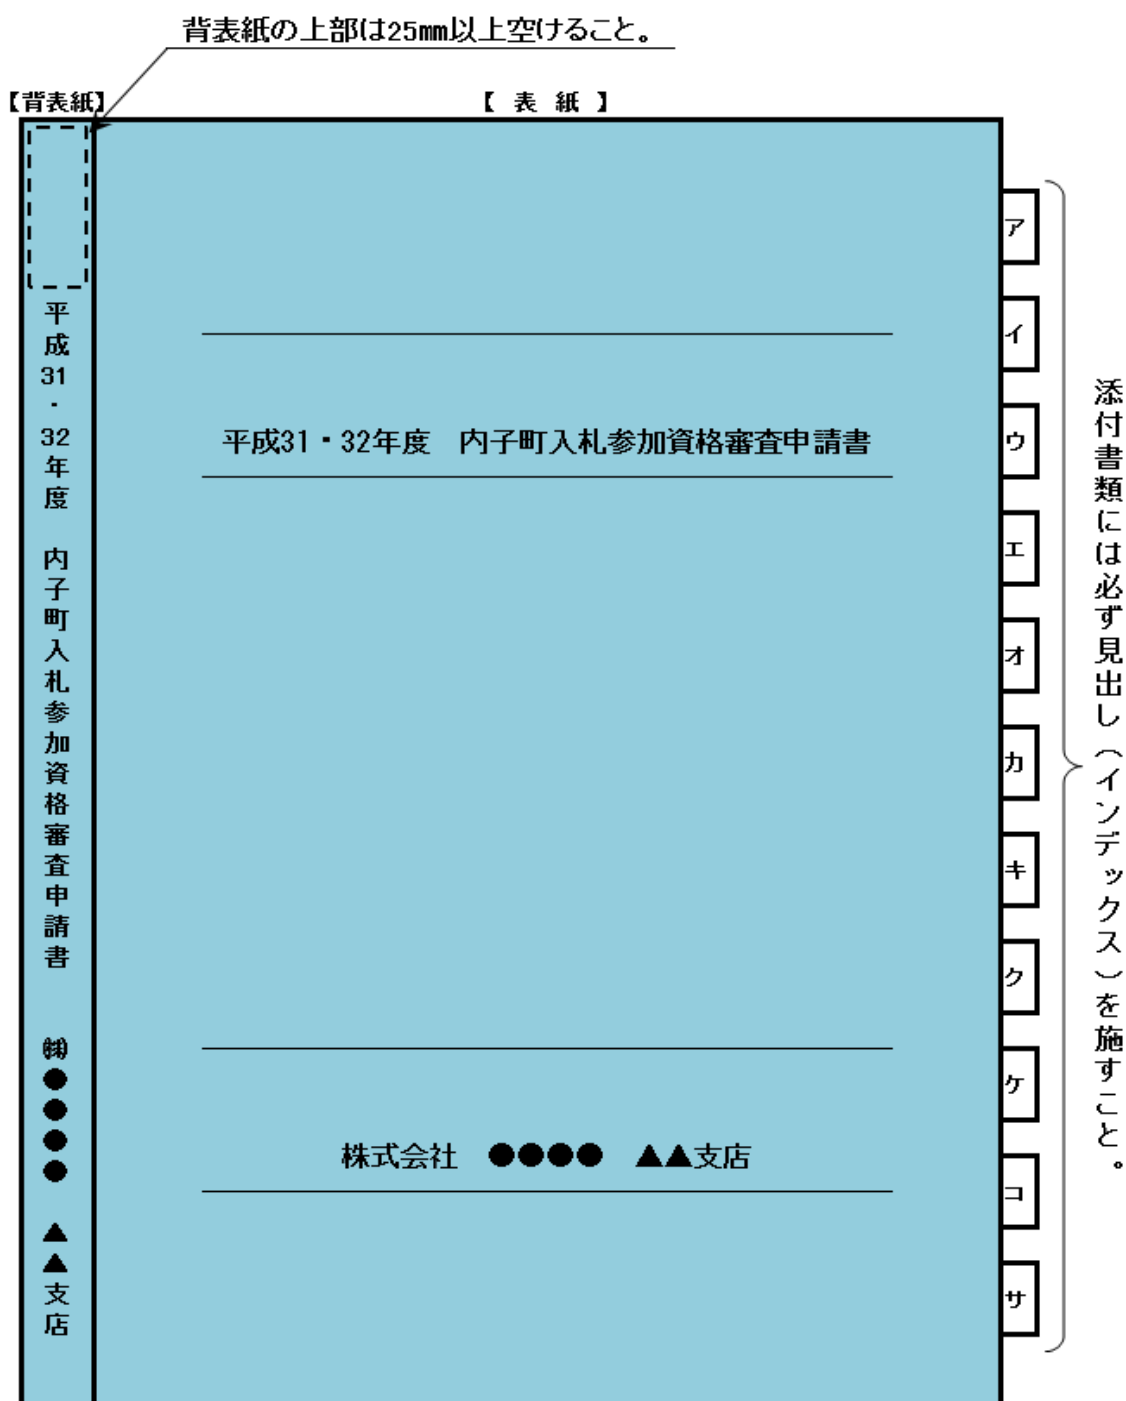 背表紙の上部は25㎜以上空けること。
【背表紙】
【 表 紙 】
平成31・32年度 内子町入札参加資格審査申請書 ㈱●●●● ▲▲支店
平成31・32年度 内子町入札参加資格審査申請書
株式会社 ●●●● ▲▲支店
ア
イ
ウ
エ
オ
カ
キ
ク
ケ
コ
サ
添付書類には必ず見出し(インデックス)を施すこと。